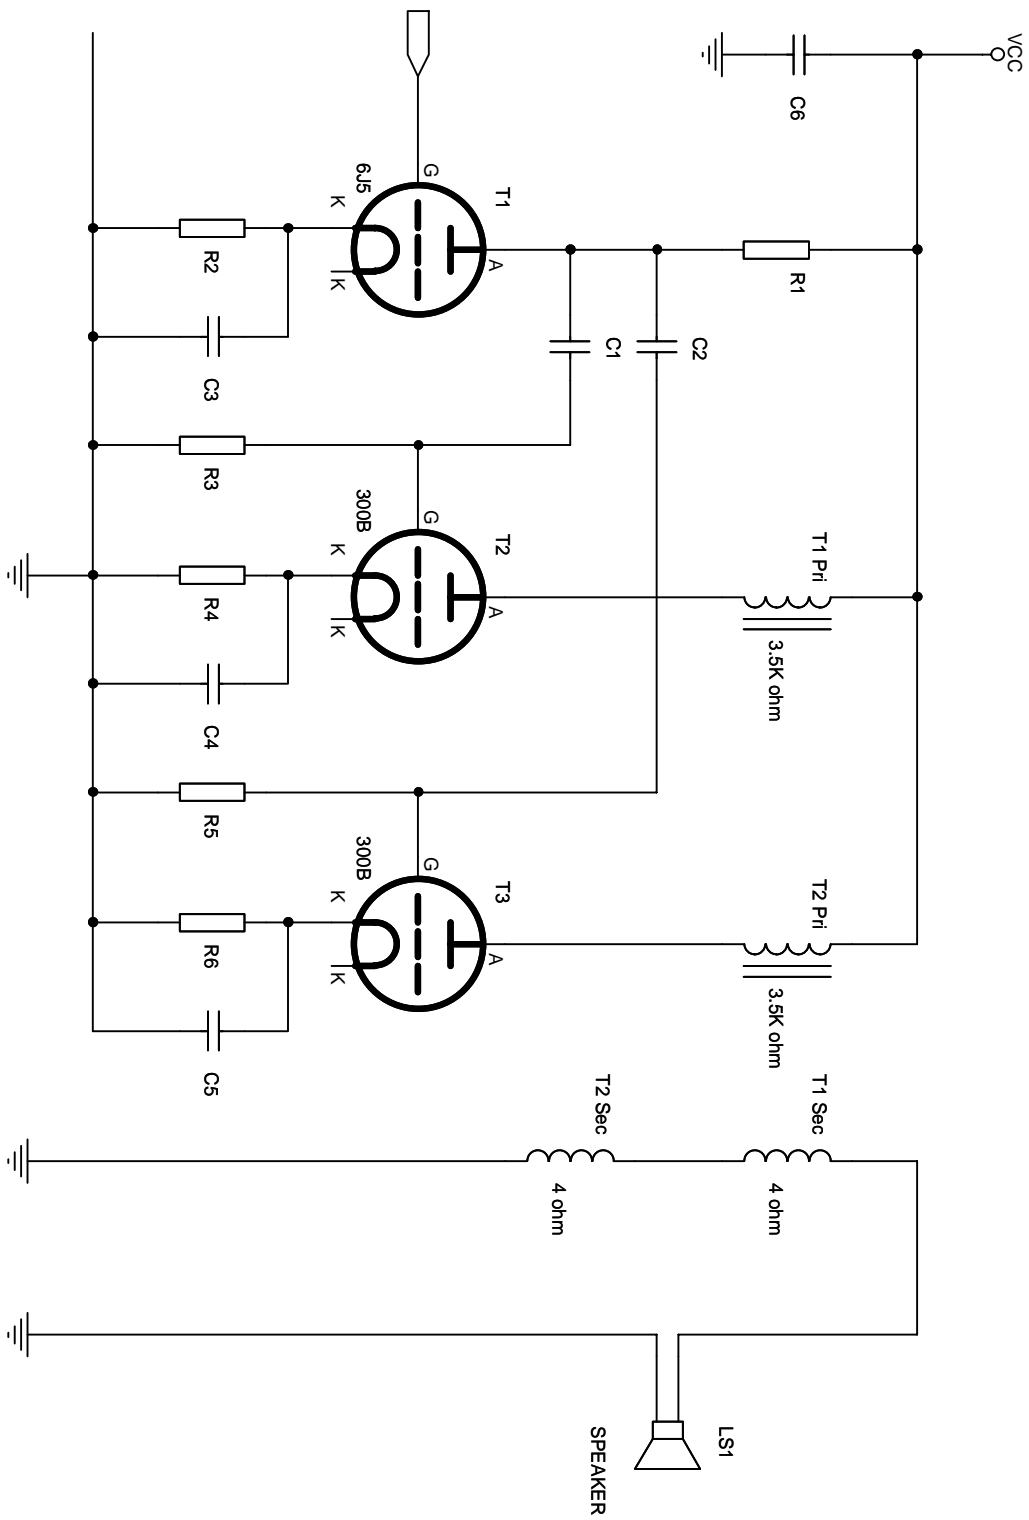 VCC
C6
R1
T1 Pri
3.5K ohm
T2 Pri
3.5K ohm
T1 Sec
4 ohm
C2
C1
T2 Sec
4 ohm
LS1
SPEAKER
T1
A
G
K
K
6J5
T2
A
G
K
K
300B
T3
A
G
K
K
300B
R2
C3
R3
R4
C4
R5
R6
C5